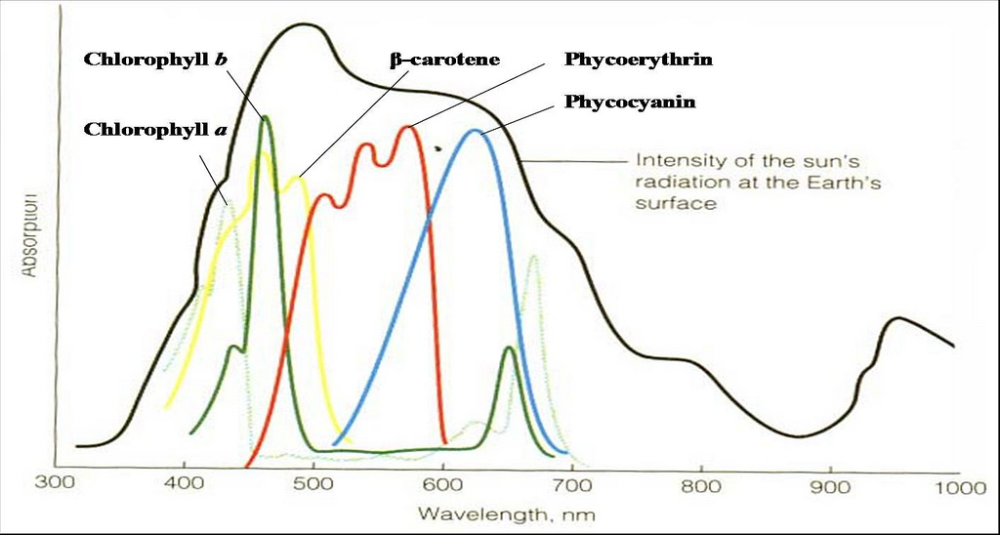 Chlorophyll b
β-carotene
Phycoerythrin
Phycocyanin
Chlorophyll a
Intensity of the sun's
radiation at the Earth's
surface
Absorption
300 400 500 600 700 800 900 1000
Wavelength, nm